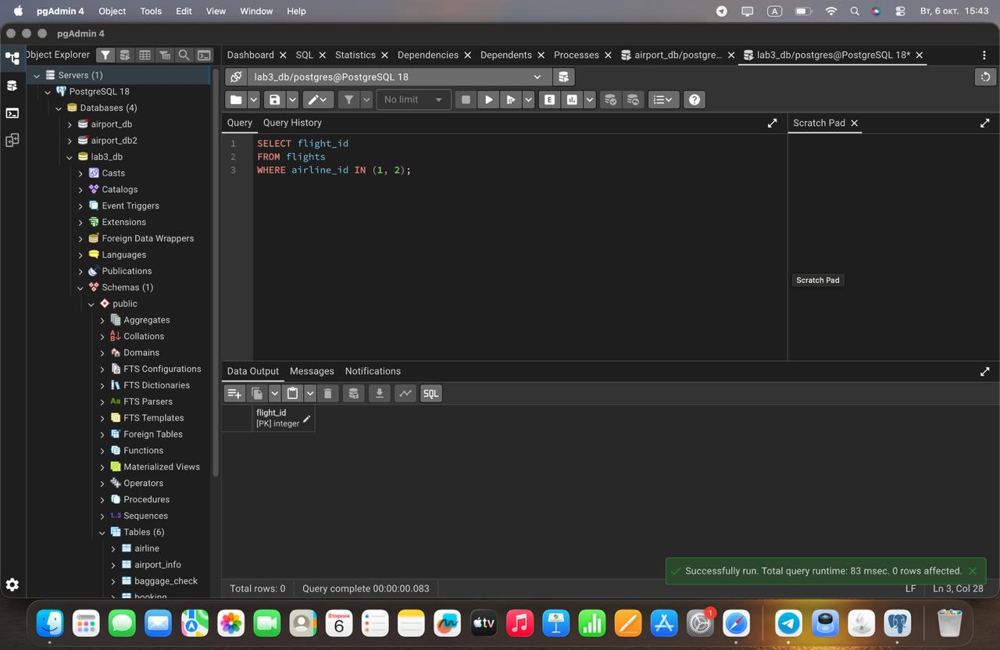 pgAdmin 4 Object Tools Edit View Window Help A Вт, 6 окт. 15:43
pgAdmin 4
Object Explorer
Dashboard SQL Statistics Dependencies Dependents Processes airport_db/postgre... lab3_db/postgres@PostgreSQL 18*
Servers (1)
PostgreSQL 18
Databases (4)
airport_db
airport_db2
lab3_db
Casts
Catalogs
Event Triggers
Extensions
Foreign Data Wrappers
Languages
Publications
Schemas (1)
public
Aggregates
Collations
Domains
FTS Configurations
FTS Dictionaries
Aa FTS Parsers
FTS Templates
Foreign Tables
Functions
Materialized Views
Operators
Procedures
1..3 Sequences
Tables (6)
airline
airport_info
baggage_check
booking
lab3_db/postgres@PostgreSQL 18
No limit
E
Query Query History
1 SELECT flight_id
2 FROM flights
3 WHERE airline_id IN (1, 2);
Scratch Pad
Scratch Pad
Data Output Messages Notifications
SQL
flight_id
[PK] integer
Successfully run. Total query runtime: 83 msec. 0 rows affected.
Total rows: 0 Query complete 00:00:00.083 LF Ln 3, Col 28
Вторник
6
tv
1